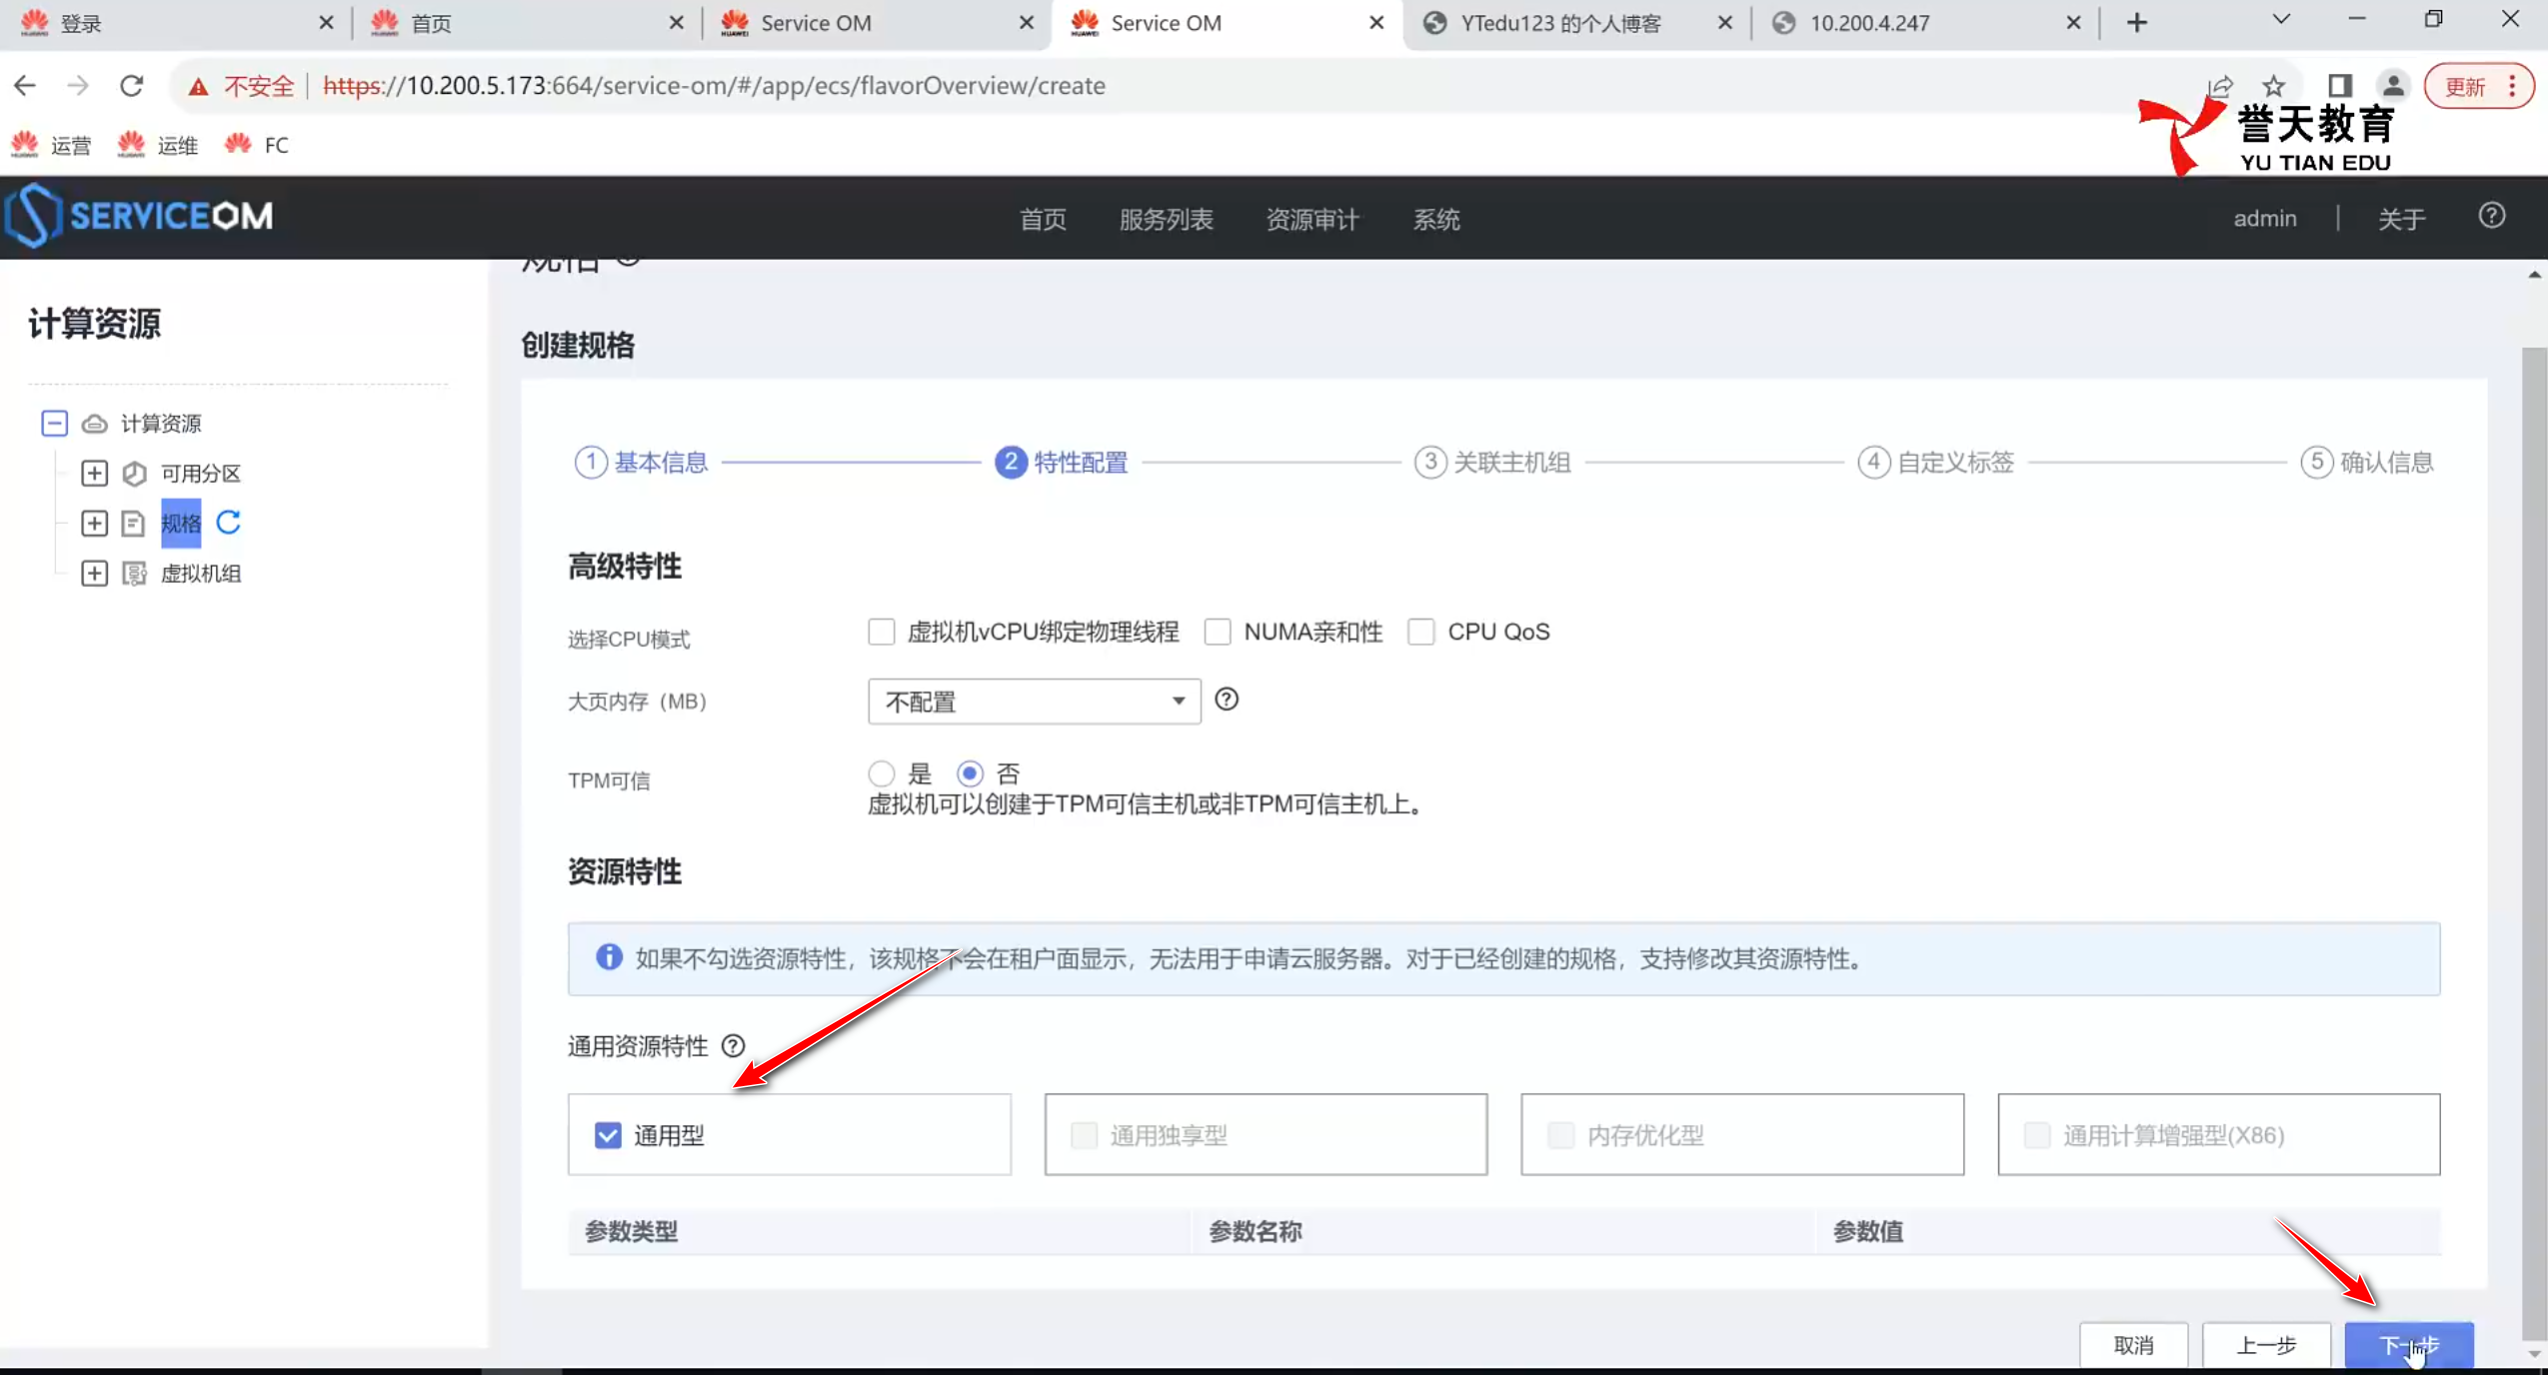 登录
首页
Service OM
Service OM
YTedu123 的个人博客
10.200.4.247
不安全 https://10.200.5.173:664/service-om/#/app/ecs/flavorOverview/create
更新
运营 运维 FC
誉天教育
YU TIAN EDU
SERVICEOM
首页 服务列表 资源审计 系统
admin | 关于
计算资源
计算资源
可用分区
规格
虚拟机组
规格
创建规格
1 基本信息
2 特性配置
3 关联主机组
4 自定义标签
5 确认信息
高级特性
选择CPU模式 虚拟机vCPU绑定物理线程 NUMA亲和性 CPU QoS
大页内存（MB） 不配置
TPM可信 是 否
虚拟机可以创建于TPM可信主机或非TPM可信主机上。
资源特性
如果不勾选资源特性，该规格不会在租户面显示，无法用于申请云服务器。对于已经创建的规格，支持修改其资源特性。
通用资源特性
通用型 通用独享型 内存优化型 通用计算增强型(X86)
参数类型 参数名称 参数值
取消 上一步 下一步